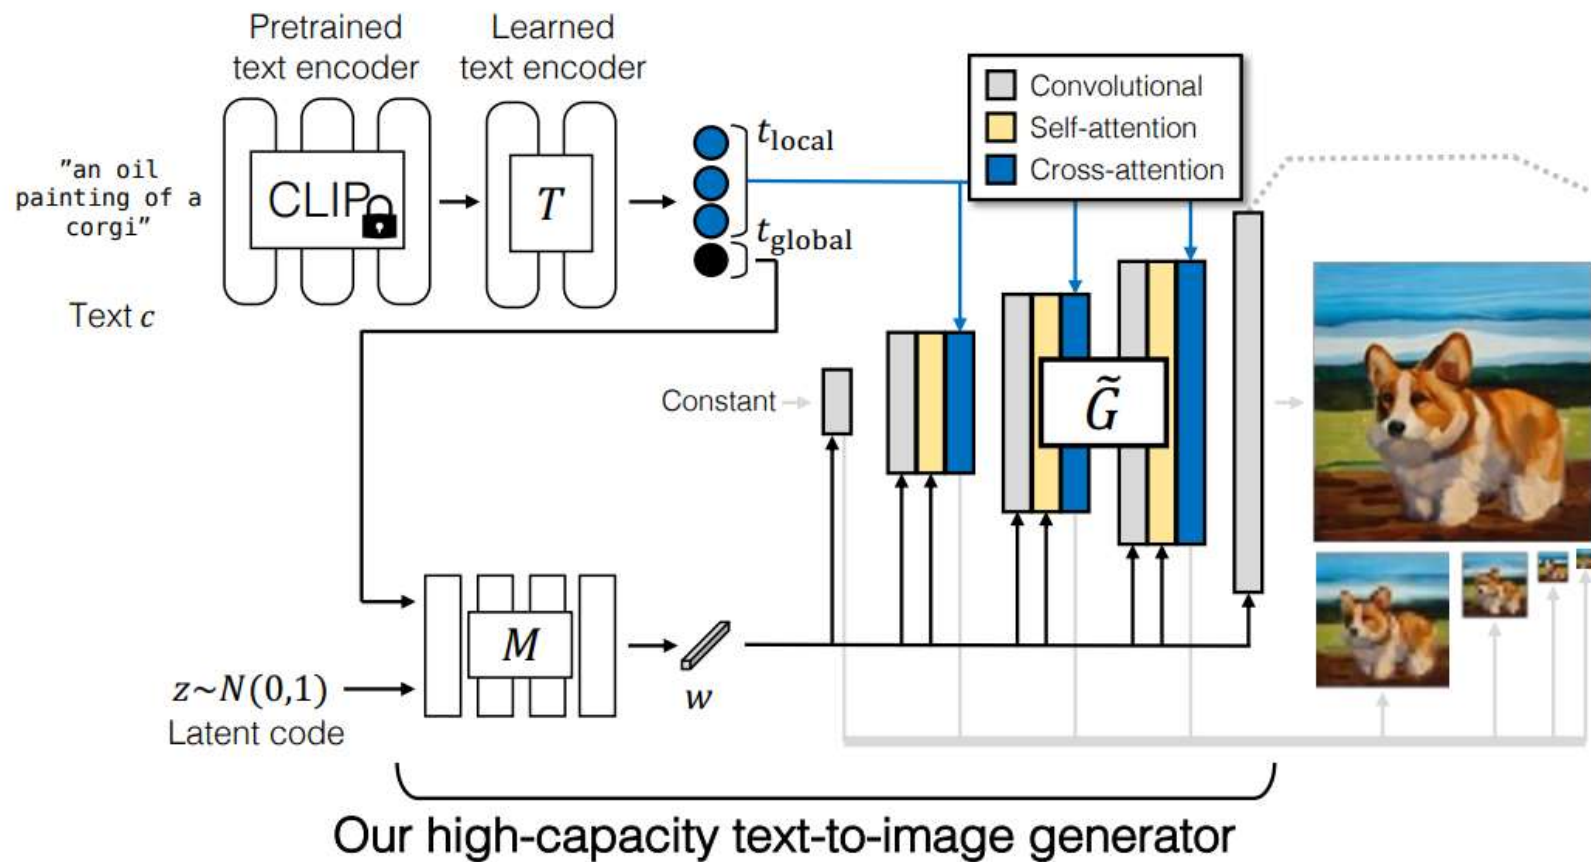 Pretrained
text encoder
Learned
text encoder
"an oil
painting of a
corgi"
CLIP
T
t_local
t_global
Convolutional
Self-attention
Cross-attention
Text c
Constant
G̃
M
w
z~N(0,1)
Latent code
Our high-capacity text-to-image generator